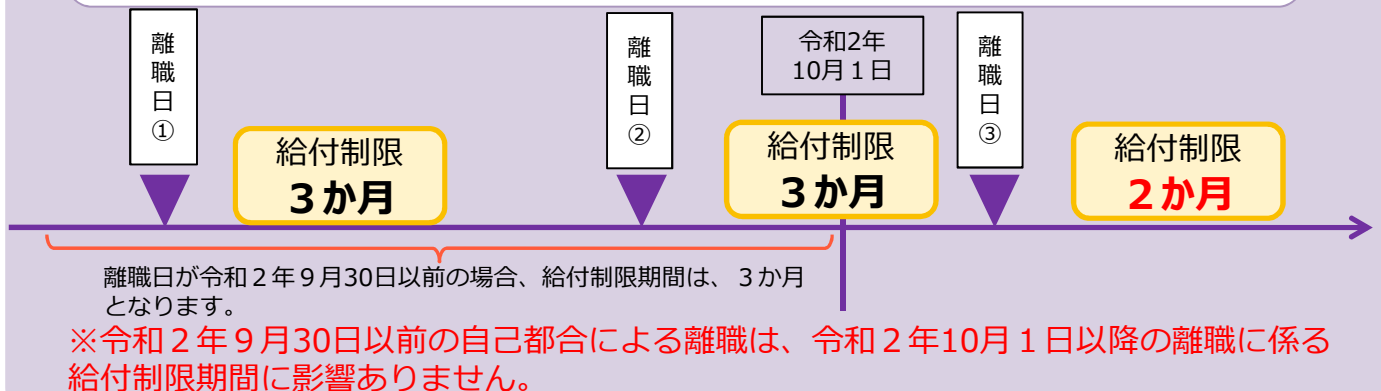 離職日①
離職日②
令和2年
10月１日
離職日③
給付制限
３か月
給付制限
３か月
給付制限
２か月
離職日が令和２年９月30日以前の場合、給付制限期間は、３か月
となります。
※令和２年９月30日以前の自己都合による離職は、令和２年10月１日以降の離職に係る
給付制限期間に影響ありません。